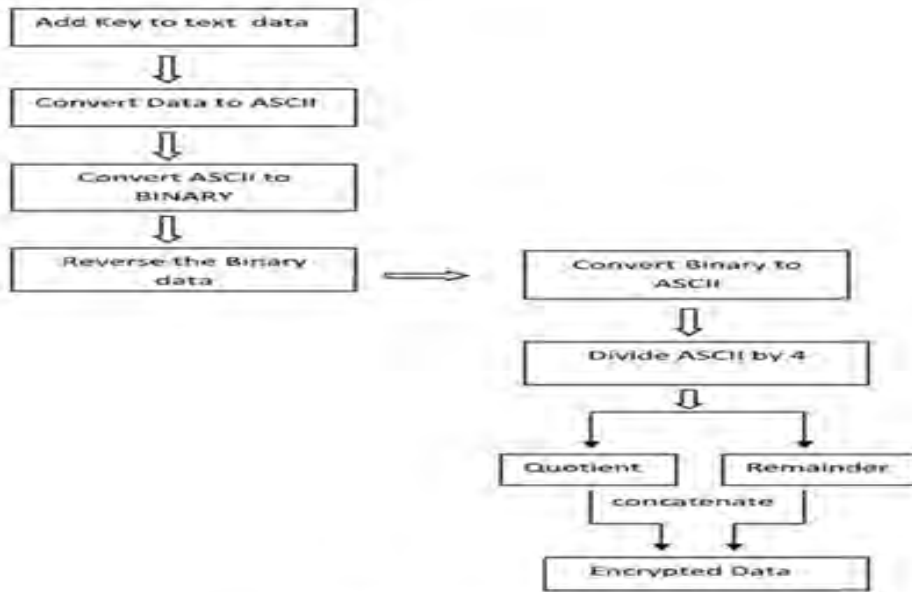 Add Key to text data
Convert Data to ASCII
Convert ASCII to
BINARY
Reverse the Binary
data
Convert Binary to
ASCII
Divide ASCII by 4
Quotient
Remainder
concatenate
Encrypted Data